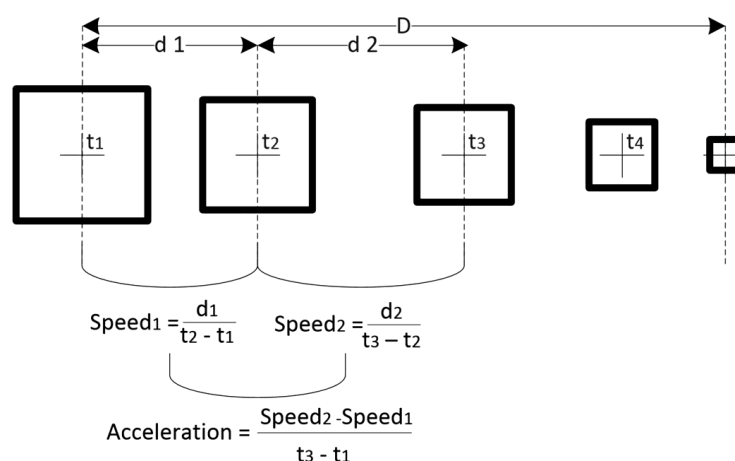 D
d 1 d 2
t1 t2 t3 t4
Speed1 = d1 / t2 - t1 Speed2 = d2 / t3 – t2
Acceleration = Speed2 -Speed1 / t3 - t1